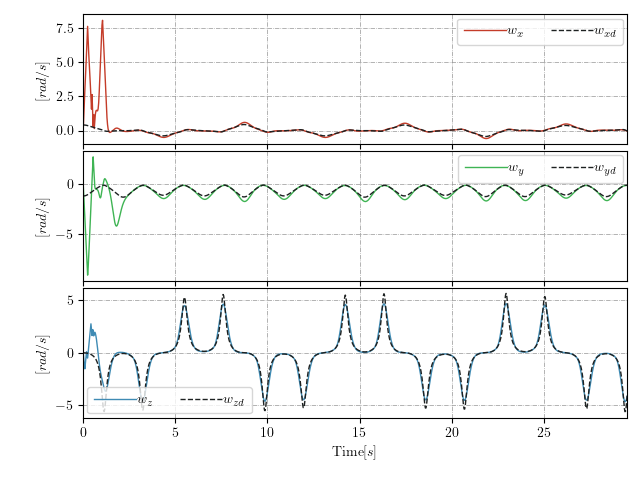 7.5
5.0
2.5
0.0
[rad/s]
w_x w_xd
0
−5
[rad/s]
w_y w_yd
5
0
−5
[rad/s]
w_z w_zd
0 5 10 15 20 25
Time[s]